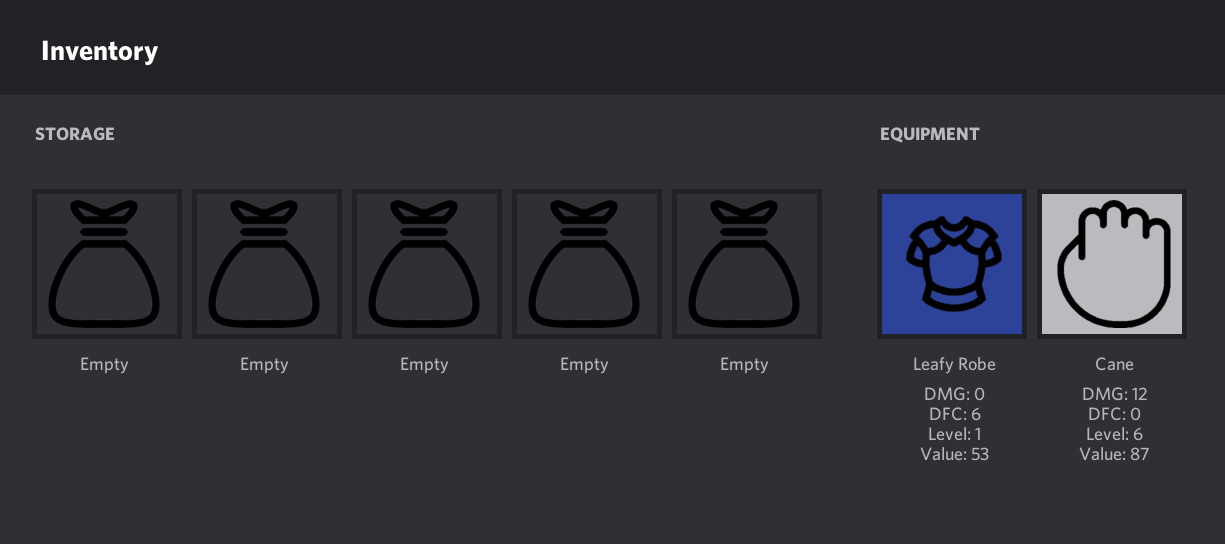 Inventory
STORAGE
EQUIPMENT
Empty
Empty
Empty
Empty
Empty
Leafy Robe
DMG: 0
DFC: 6
Level: 1
Value: 53
Cane
DMG: 12
DFC: 0
Level: 6
Value: 87